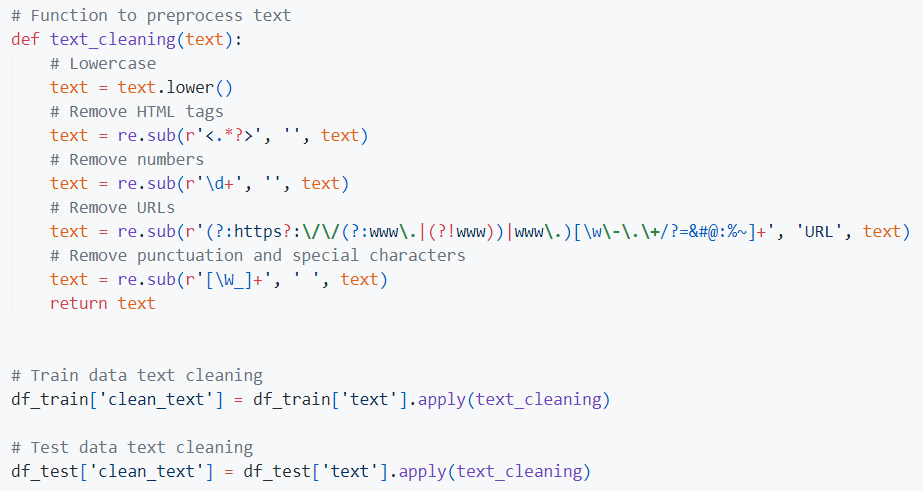 # Function to preprocess text
def text_cleaning(text):
    # Lowercase
    text = text.lower()
    # Remove HTML tags
    text = re.sub(r'<.*?>', '', text)
    # Remove numbers
    text = re.sub(r'\d+', '', text)
    # Remove URLs
    text = re.sub(r'(?:https?:\/\/(?:www\.|(?!www))|www\.)[\w\-\.\+/?=&#@:%~]+', 'URL', text)
    # Remove punctuation and special characters
    text = re.sub(r'[\W_]+', ' ', text)
    return text
# Train data text cleaning
df_train['clean_text'] = df_train['text'].apply(text_cleaning)
# Test data text cleaning
df_test['clean_text'] = df_test['text'].apply(text_cleaning)